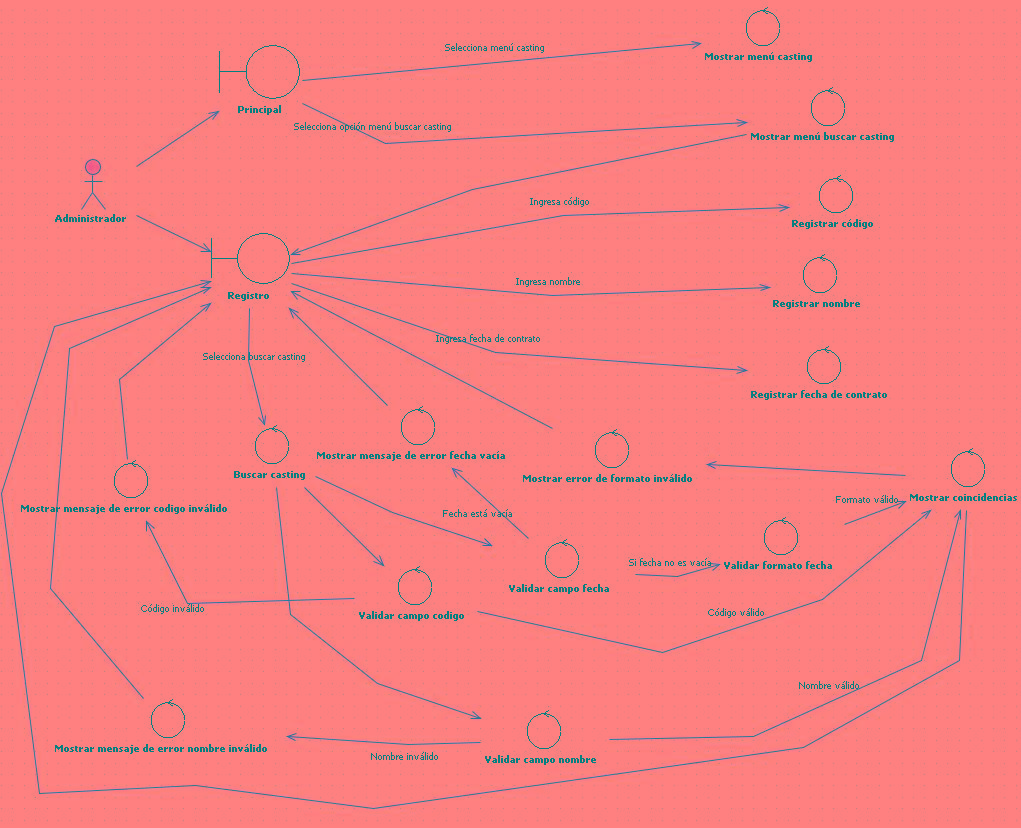 Selecciona menú casting
Mostrar menú casting
Principal
Selecciona opción menú buscar casting
Mostrar menú buscar casting
Administrador
Ingresa código
Registrar código
Registro
Ingresa nombre
Registrar nombre
Ingresa fecha de contrato
Selecciona buscar casting
Registrar fecha de contrato
Mostrar mensaje de error fecha vacía
Buscar casting
Mostrar error de formato inválido
Mostrar coincidencias
Mostrar mensaje de error codigo inválido
Fecha está vacía
Formato válido
Si fecha no es vacía
Validar formato fecha
Validar campo fecha
Código inválido
Validar campo codigo
Código válido
Nombre válido
Mostrar mensaje de error nombre inválido
Nombre inválido
Validar campo nombre